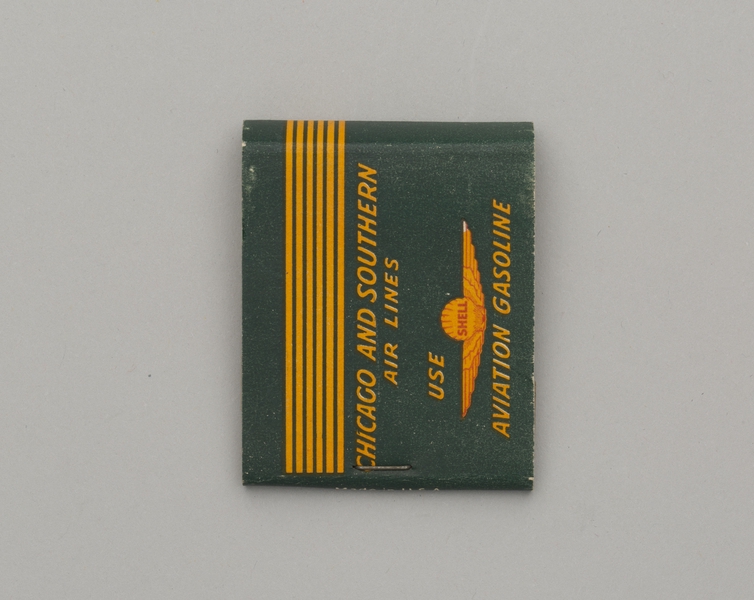 CHICAGO AND SOUTHERN
AIR LINES
USE
SHELL
AVIATION GASOLINE